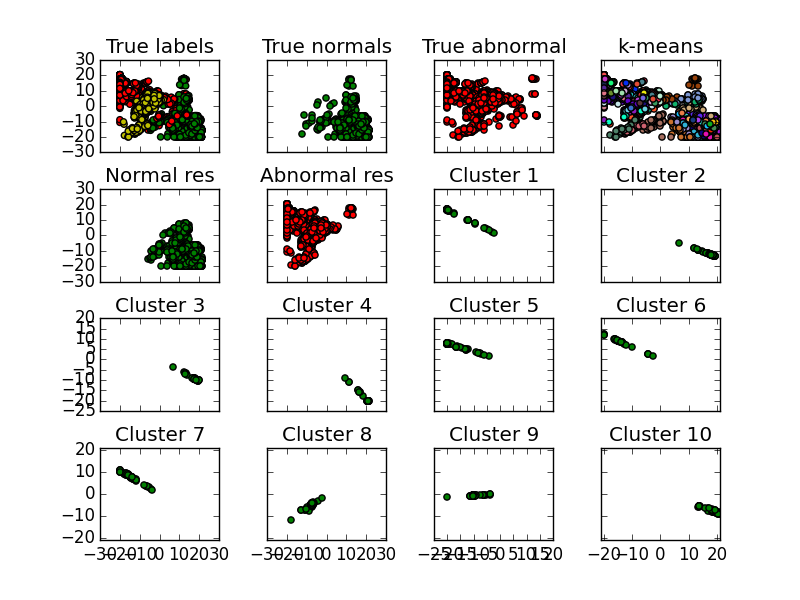 True labels
True normals
True abnormal
k-means
30
20
10
0
−10
−20
−30
Normal res
Abnormal res
Cluster 1
Cluster 2
30
20
10
0
−10
−20
−30
Cluster 3
Cluster 4
Cluster 5
Cluster 6
20
15
10
5
0
−5
−10
−15
−20
−25
Cluster 7
Cluster 8
Cluster 9
Cluster 10
20
10
0
−10
−20
−30−20−10 0 10 20 30
−30−20−10 0 10 20 30
−25−20−15−10−5 0 5 10 15 20
−20−10 0 10 20